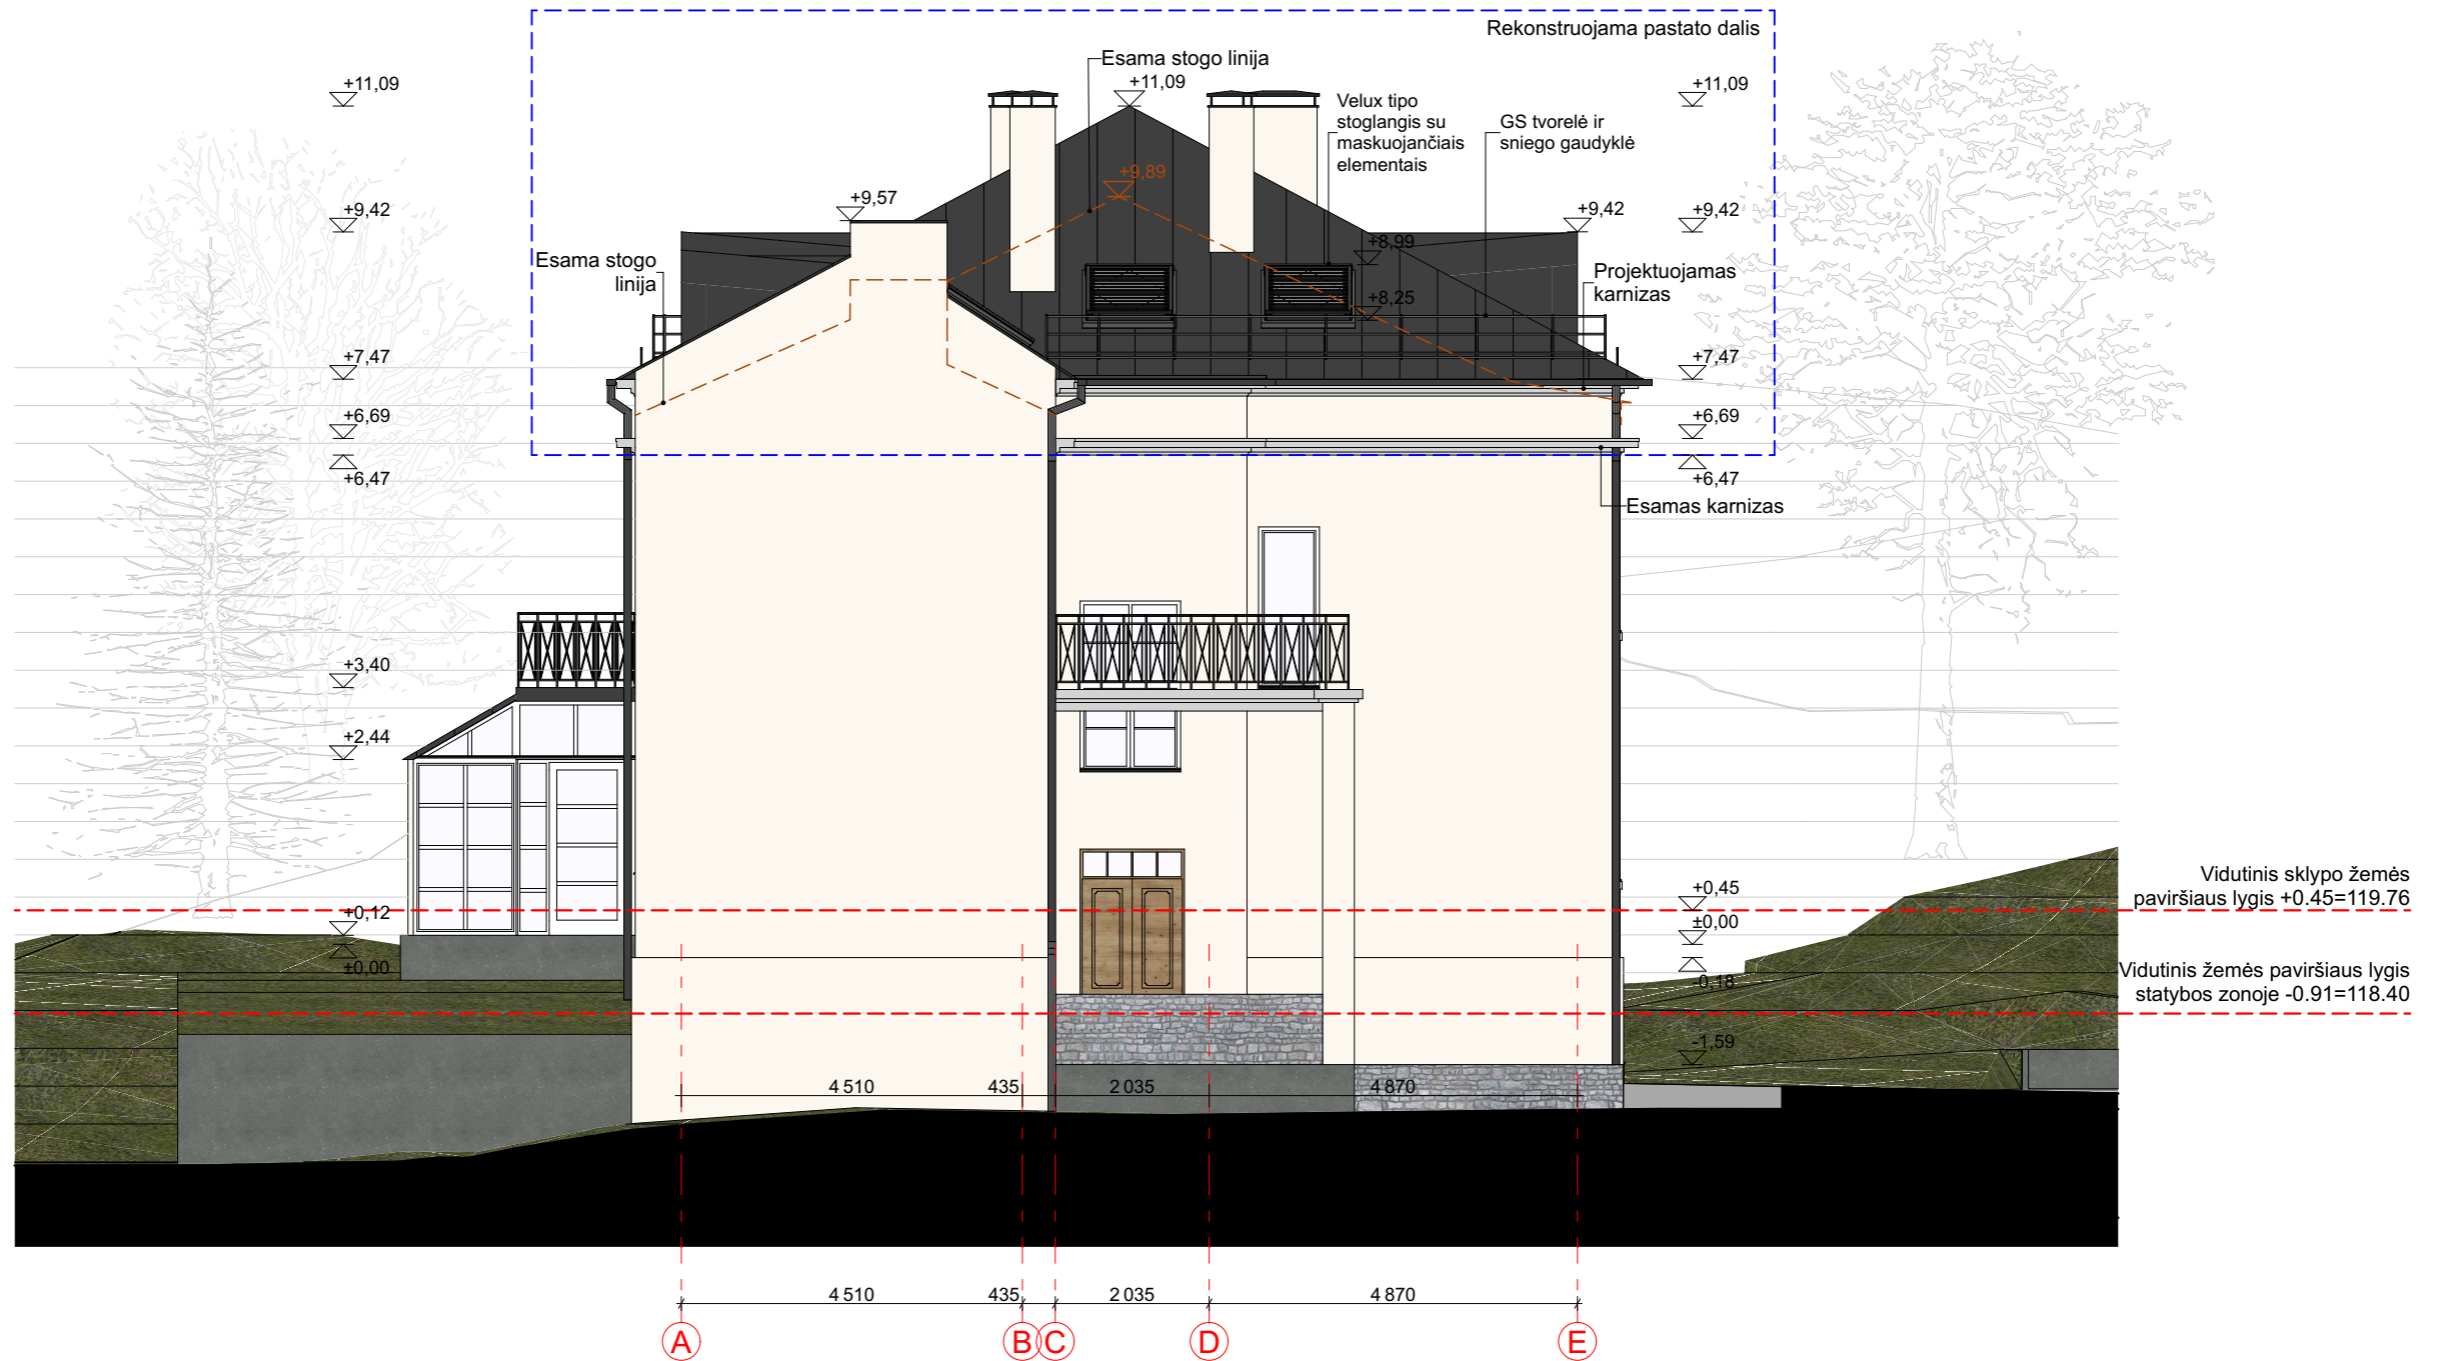 Rekonstruojama pastato dalis
Esama stogo linija
+11,09
+11,09
+11,09
Velux tipo
stoglangis su
maskuojančiais
elementais
GS tvorelė ir
sniego gaudyklė
+9,89
+9,57
+9,42
+9,42
+9,42
+8,99
Esama stogo
linija
Projektuojamas
karnizas
+8,25
+7,47
+7,47
+6,69
+6,69
+6,47
+6,47
Esamas karnizas
+3,40
+2,44
Vidutinis sklypo žemės
paviršiaus lygis +0.45=119.76
+0,45
+0,12
±0,00
±0,00
Vidutinis žemės paviršiaus lygis
statybos zonoje -0.91=118.40
-0,18
-1,59
4 510
435
2 035
4 870
4 510
435
2 035
4 870
A
B
C
D
E